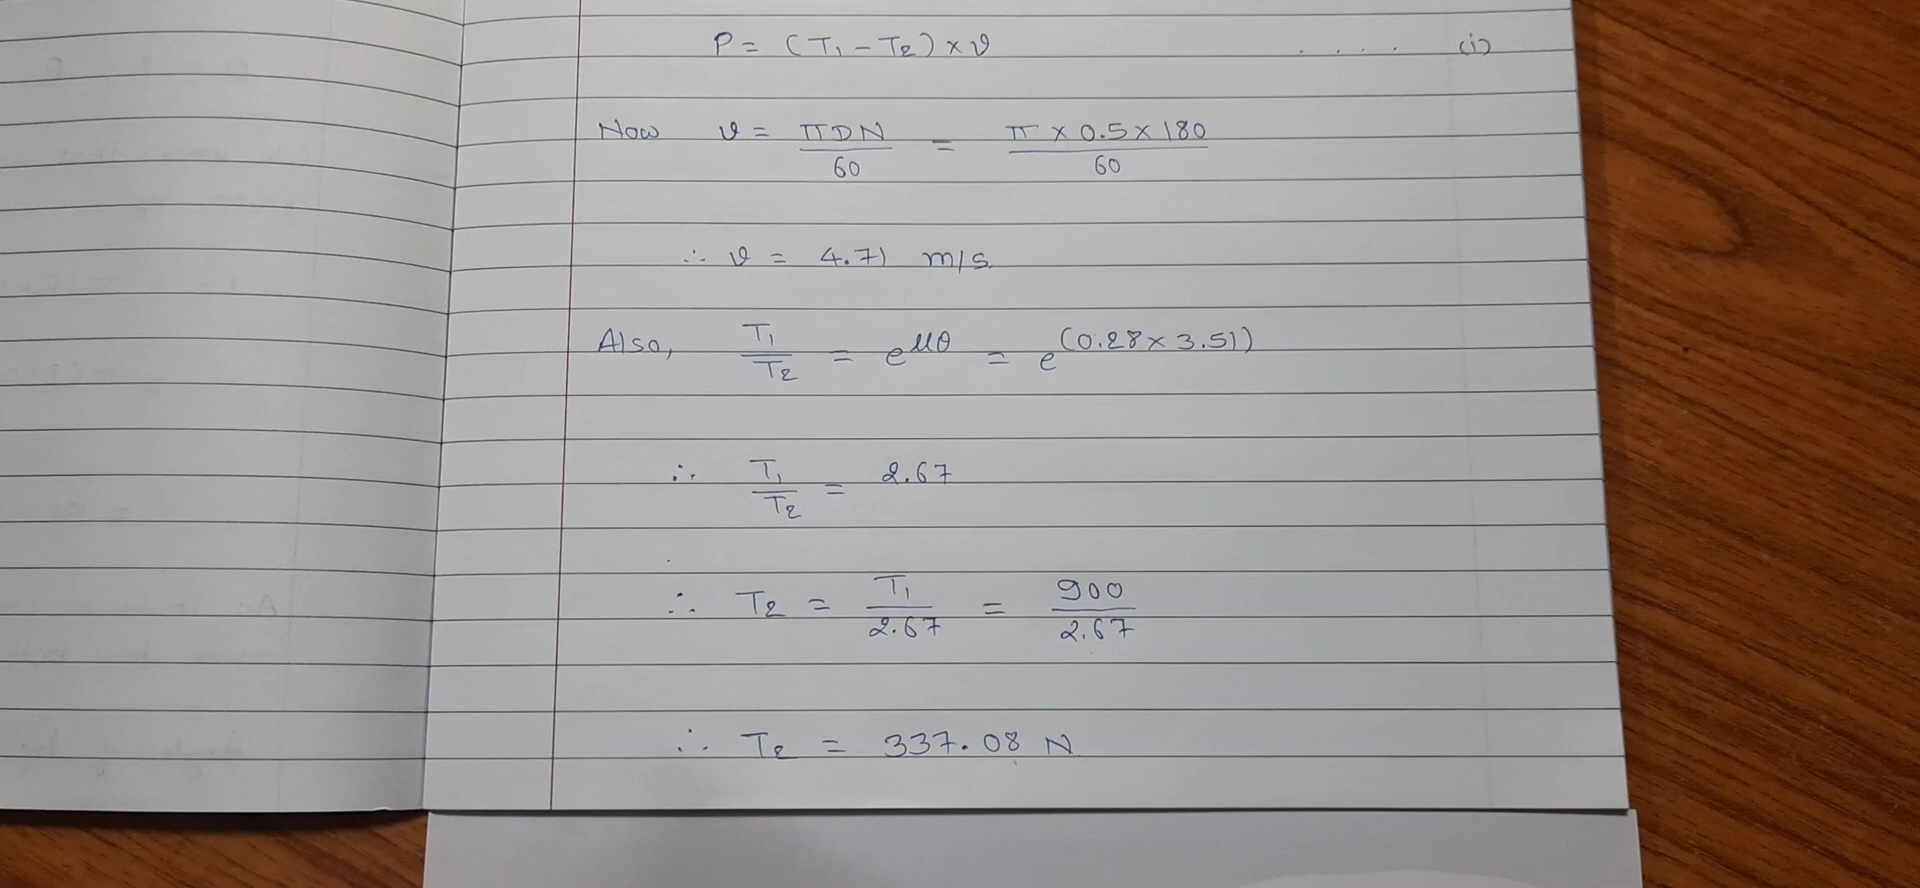 P = (T₁ - T₂) × v .... (i)
Now v = πDN/60 = π × 0.5 × 180/60
∴ v = 4.71 m/s.
Also, T₁/T₂ = e^μθ = e^(0.28 × 3.51)
∴ T₁/T₂ = 2.67
∴ T₂ = T₁/2.67 = 900/2.67
∴ T₂ = 337.08 N